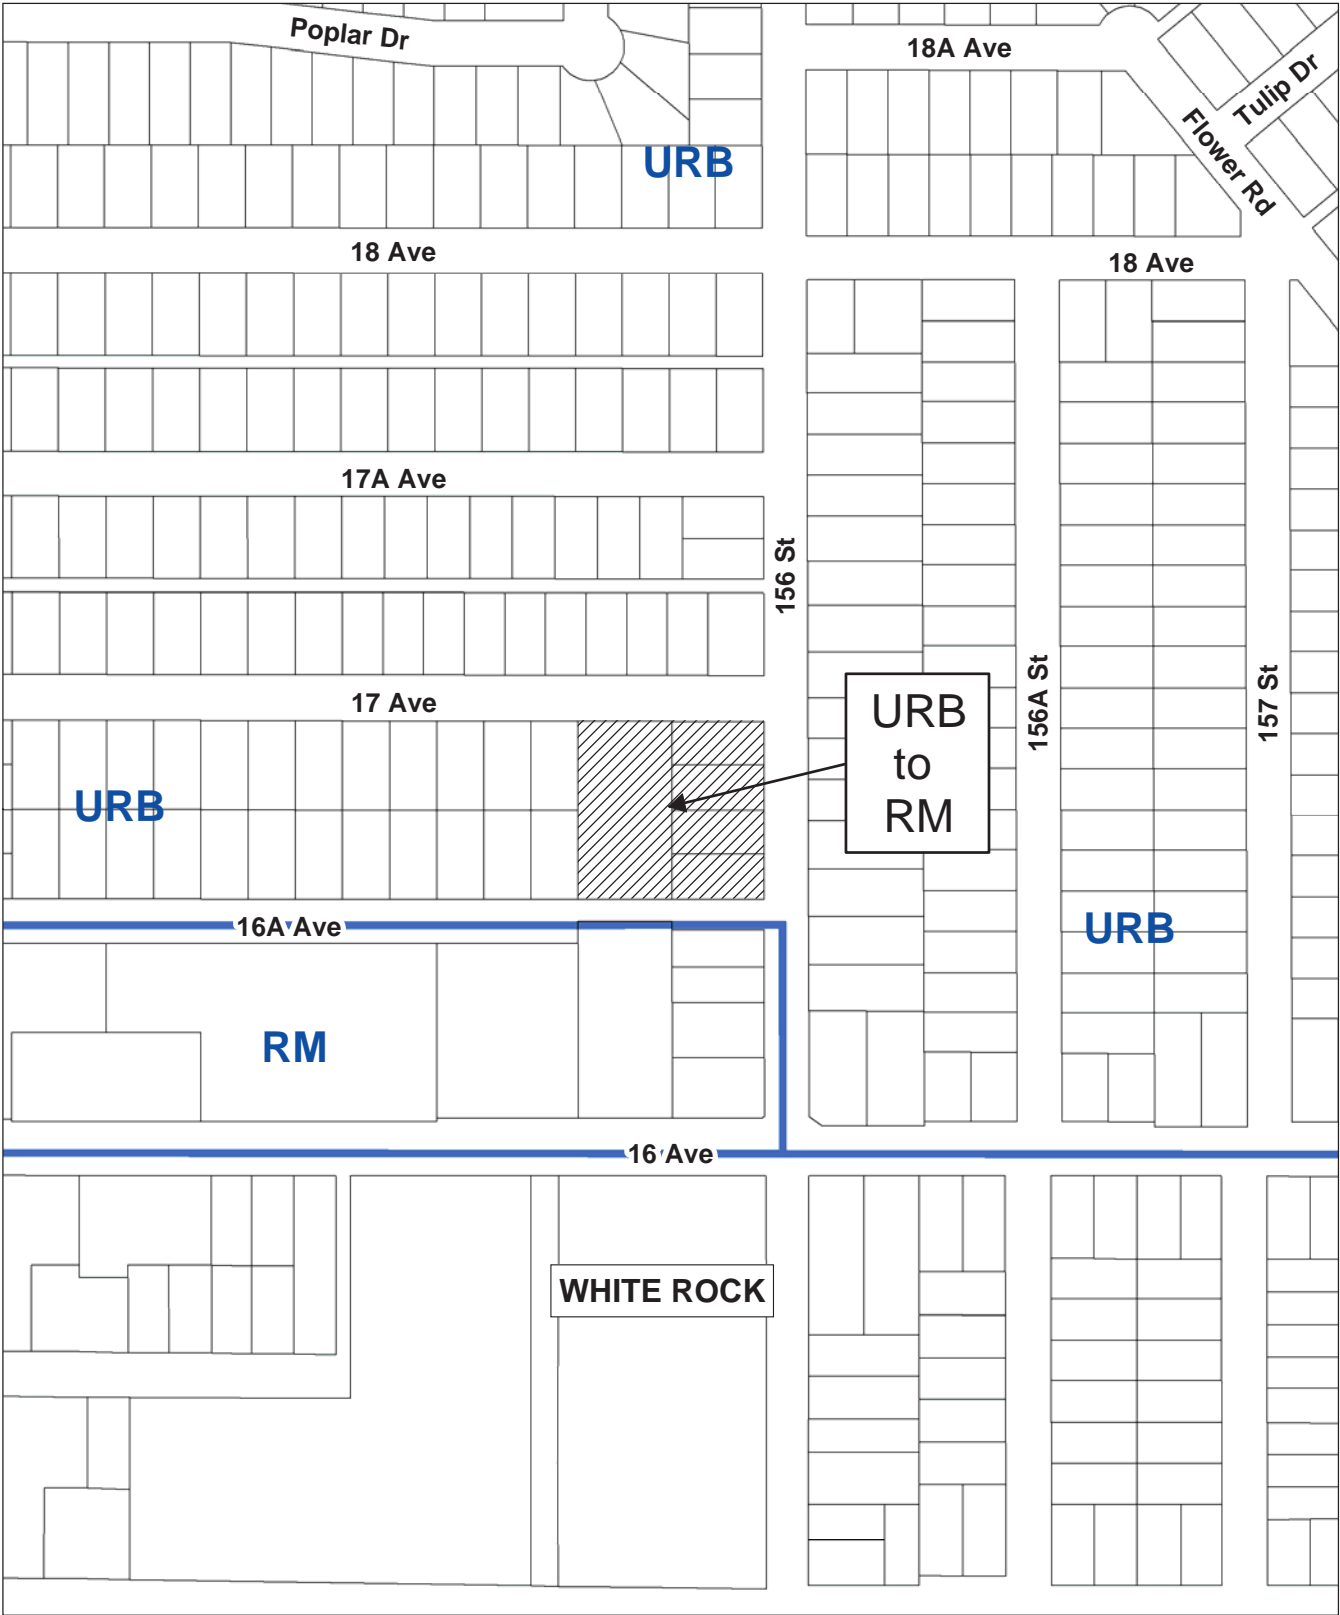 Poplar Dr
18A Ave
Tulip Dr
Flower Rd
URB
18 Ave
18 Ave
17A Ave
156 St
156A St
157 St
17 Ave
URB
to
RM
URB
URB
16A Ave
RM
16 Ave
WHITE ROCK